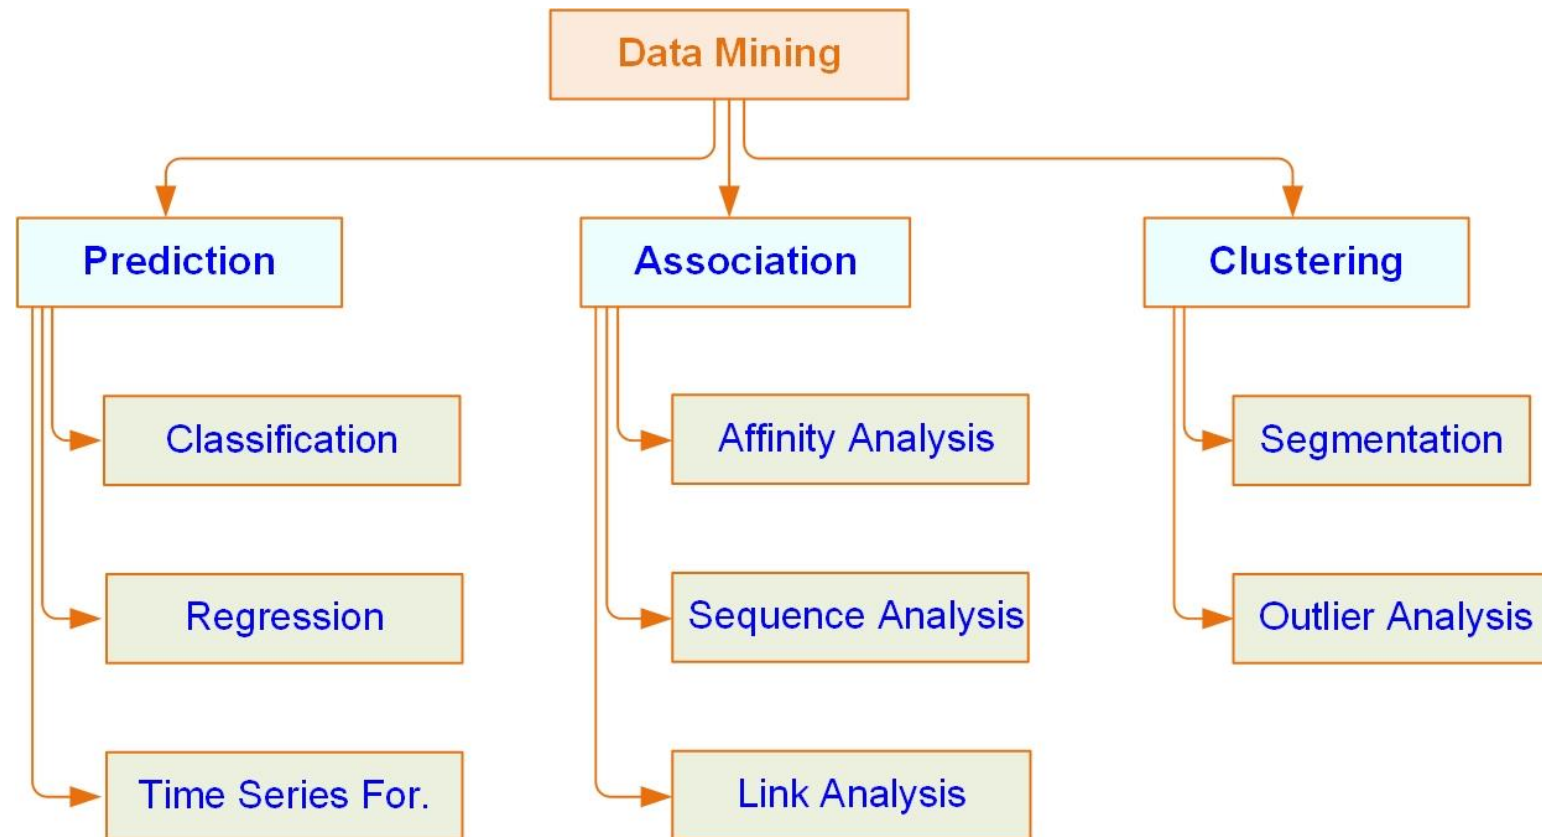 Data Mining
Prediction
Association
Clustering
Classification
Affinity Analysis
Segmentation
Regression
Sequence Analysis
Outlier Analysis
Time Series For.
Link Analysis